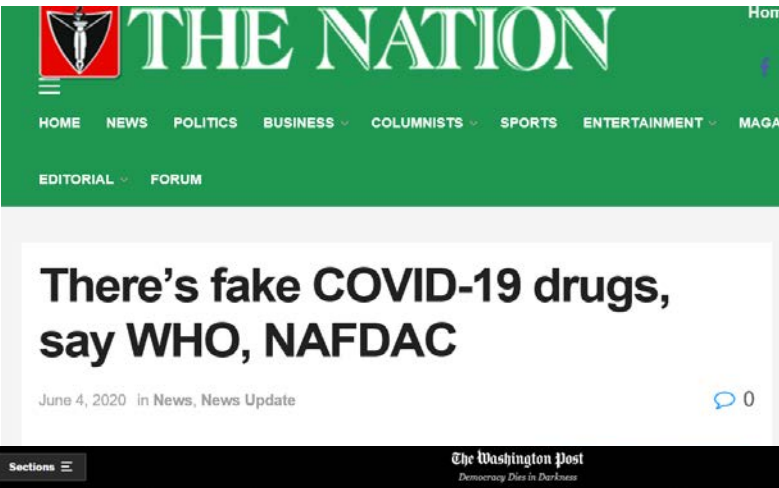 THE NATION
HOME NEWS POLITICS BUSINESS COLUMNISTS SPORTS ENTERTAINMENT MAGA
EDITORIAL FORUM
There's fake COVID-19 drugs,
say WHO, NAFDAC
June 4, 2020 in News, News Update 0
Sections The Washington Post
Democracy Dies in Darkness